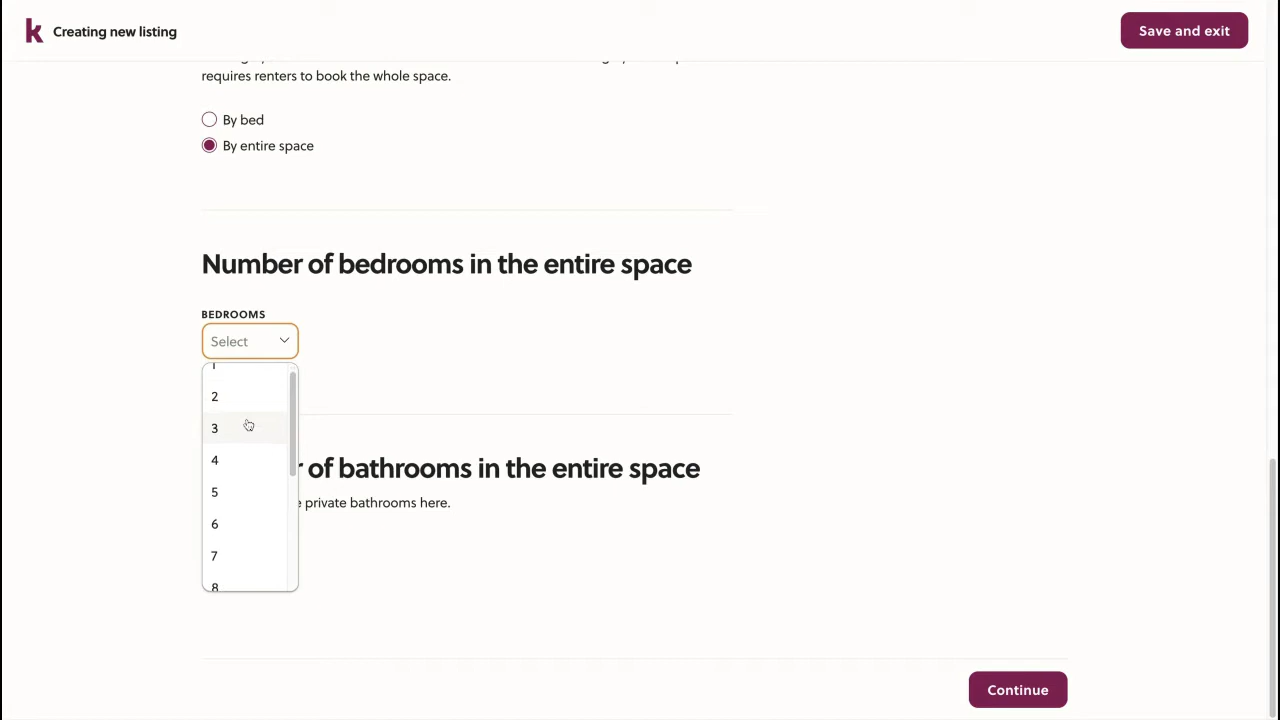 k Creating new listing
Save and exit
requires renters to book the whole space.
By bed
By entire space
Number of bedrooms in the entire space
BEDROOMS
Select
1
2
3
4
5
6
7
8
of bathrooms in the entire space
private bathrooms here.
Continue